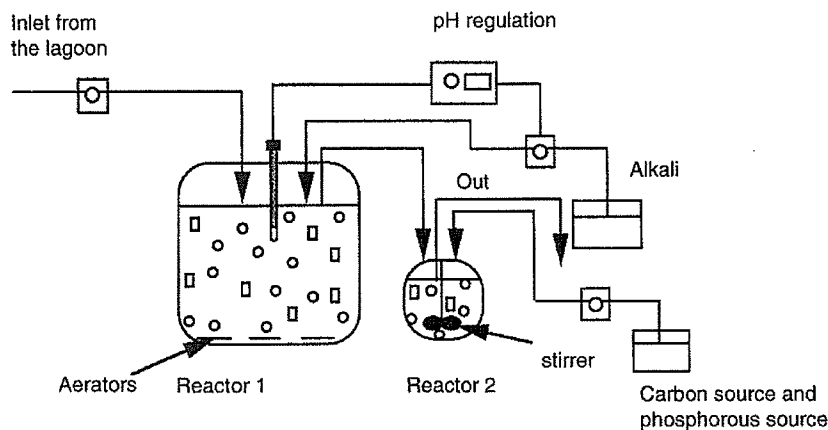 Inlet from
the lagoon
pH regulation
Alkali
Out
stirrer
Aerators
Reactor 1
Reactor 2
Carbon source and
phosphorous source